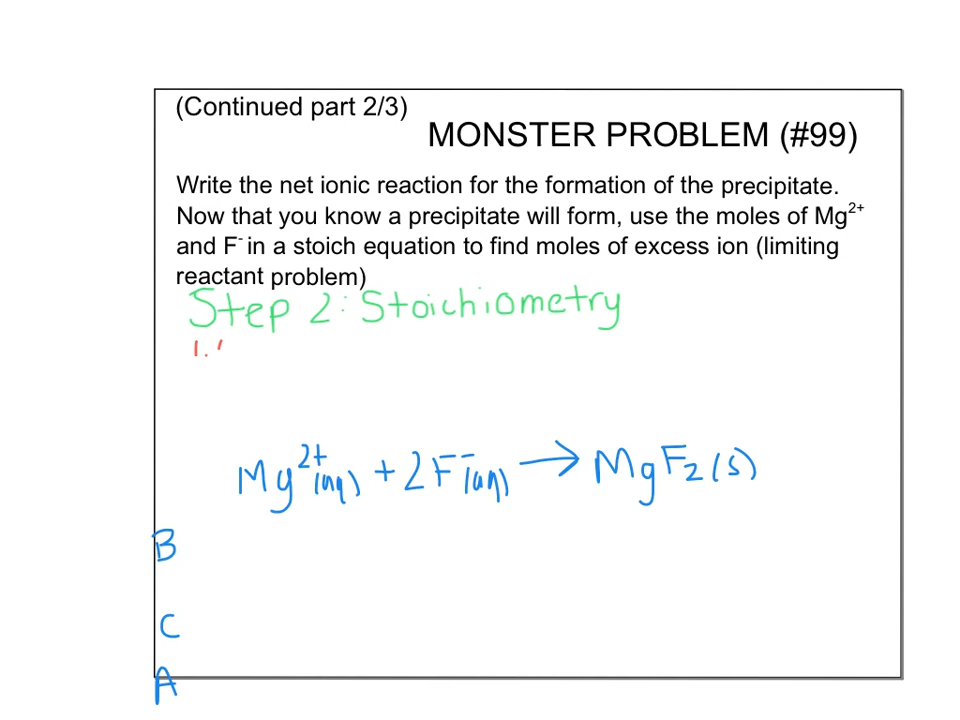 (Continued part 2/3)
MONSTER PROBLEM (#99)
Write the net ionic reaction for the formation of the precipitate.
Now that you know a precipitate will form, use the moles of Mg²⁺
and F⁻ in a stoich equation to find moles of excess ion (limiting
reactant problem)
Step 2: Stoichiometry
1.
Mg²⁺(aq) + 2F⁻(aq) → MgF₂(s)
B
C
A